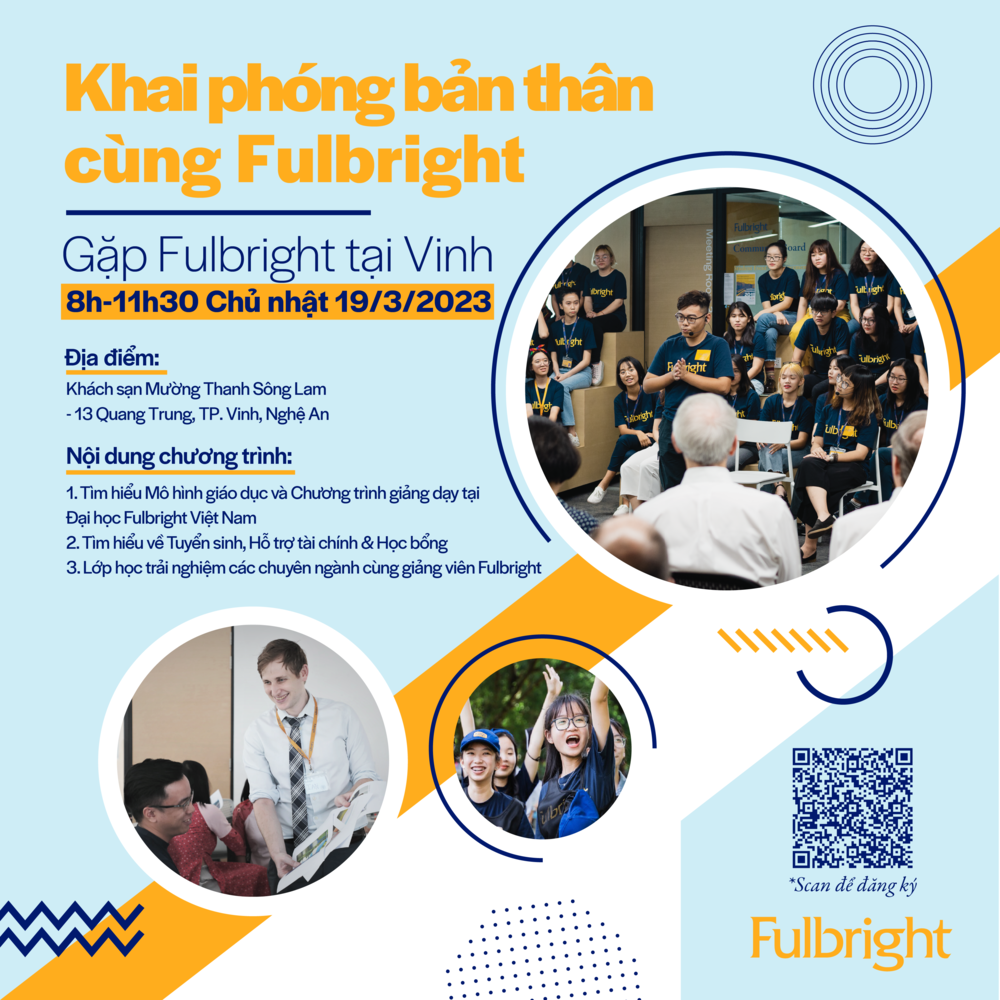 Khai phóng bản thân
cùng Fulbright
Gặp Fulbright tại Vinh
8h-11h30 Chủ nhật 19/3/2023
Địa điểm:
Khách sạn Mường Thanh Sông Lam
- 13 Quang Trung, TP. Vinh, Nghệ An
Nội dung chương trình:
1. Tìm hiểu Mô hình giáo dục và Chương trình giảng dạy tại
Đại học Fulbright Việt Nam
2. Tìm hiểu về Tuyển sinh, Hỗ trợ tài chính & Học bổng
3. Lớp học trải nghiệm các chuyên ngành cùng giảng viên Fulbright
Fulbright
Meeting
Fulbright
*Scan để đăng ký
Fulbright